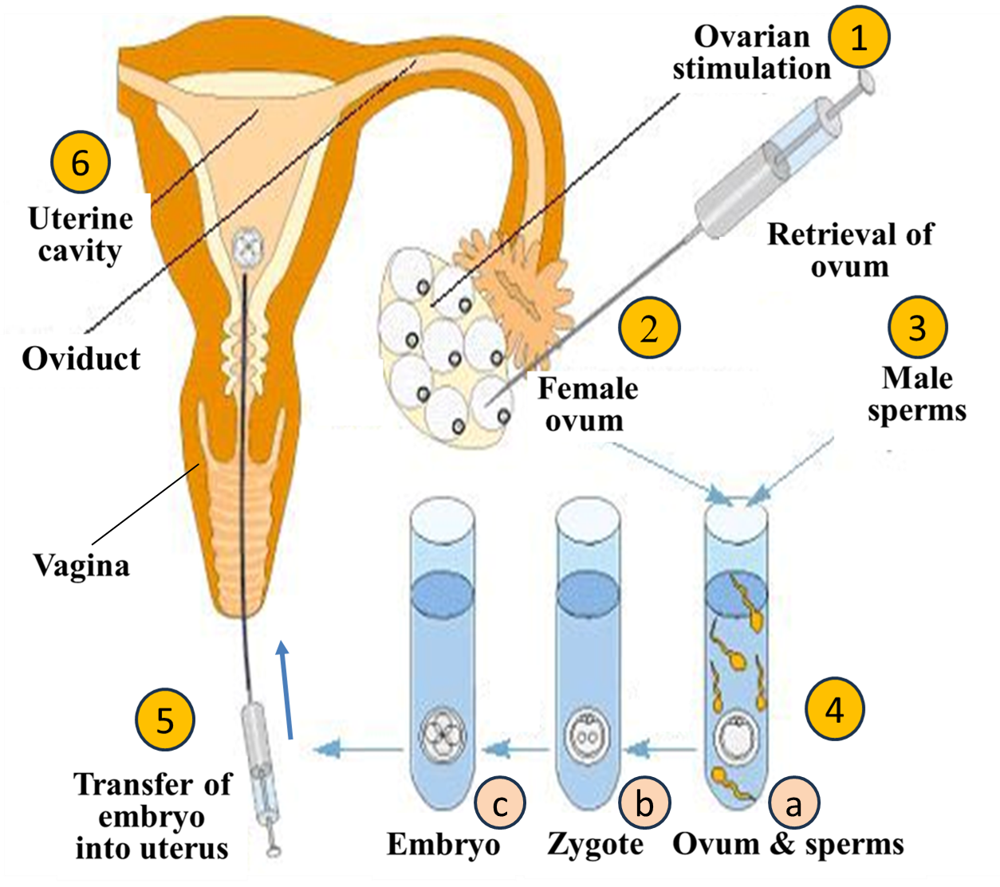 Ovarian
stimulation
1
6
Uterine
cavity
Retrieval of
ovum
2
3
Oviduct
Female
ovum
Male
sperms
Vagina
4
5
Transfer of
embryo
into uterus
c
b
a
Embryo
Zygote
Ovum & sperms